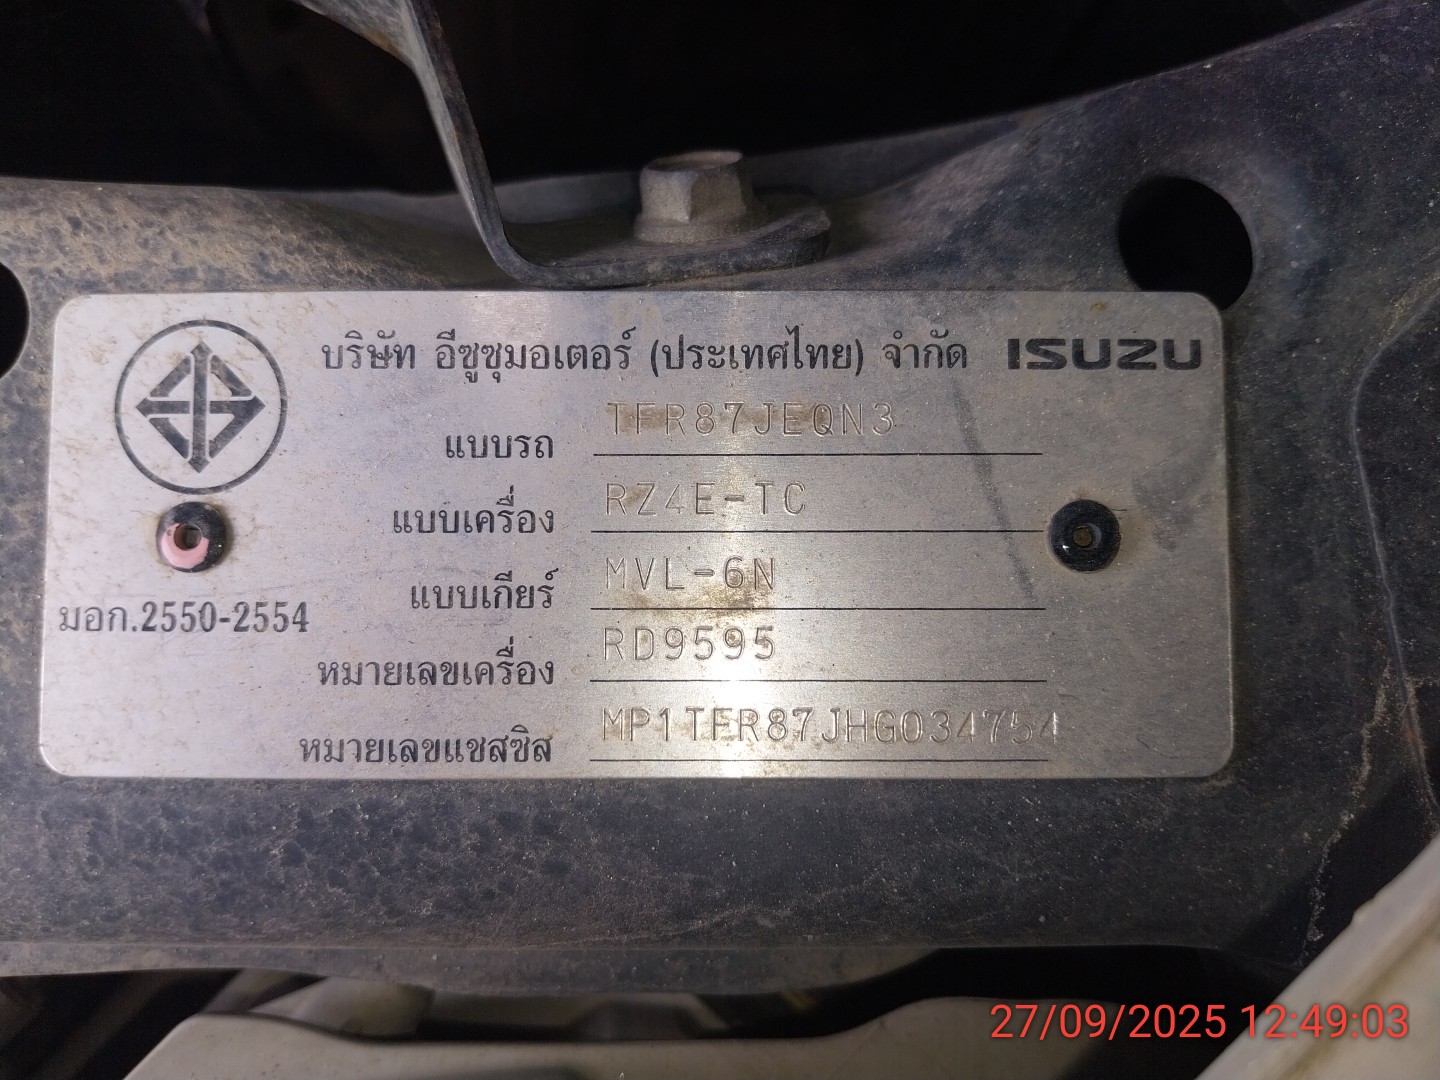 บริษัท อีซูซุมอเตอร์ (ประเทศไทย) จำกัด ISUZU
แบบรถ TFR87JEQN3
แบบเครื่อง RZ4E-TC
แบบเกียร์ MVL-6N
มอก.2550-2554
หมายเลขเครื่อง RD9595
หมายเลขแชสซิส MP1TFR87JHG034754
27/09/2025 12:49:03